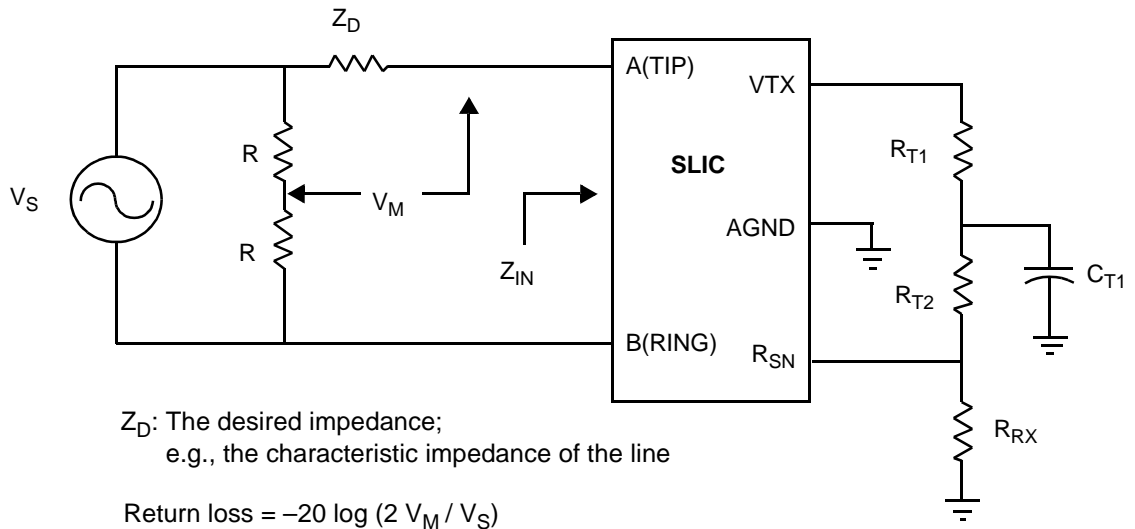 Z_D
A(TIP)
VTX
R
R_T1
SLIC
V_S
V_M
AGND
R
Z_IN
R_T2
C_T1
B(RING)
R_SN
Z_D: The desired impedance;
e.g., the characteristic impedance of the line
R_RX
Return loss = –20 log (2 V_M / V_S)